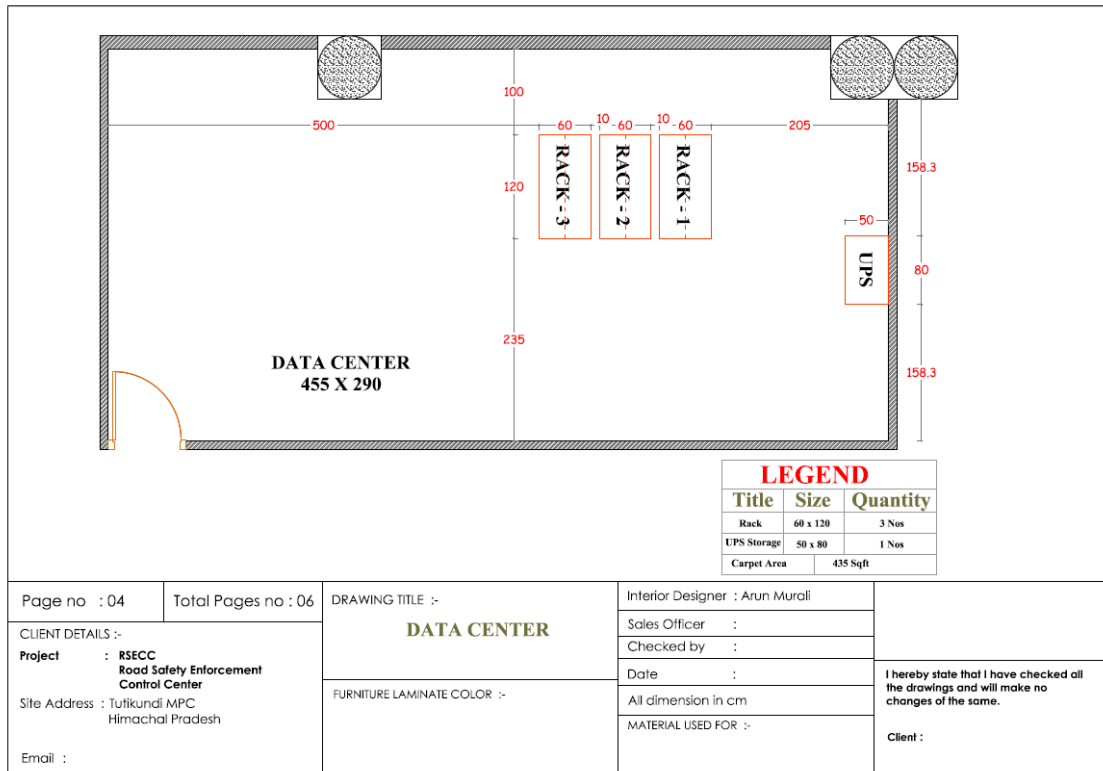 100
500
60
10
60
10
60
205
158.3
120
RACK - 3
RACK - 2
RACK - 1
50
UPS
80
235
158.3
DATA CENTER
455 X 290
LEGEND
Title Size Quantity
Rack 60 x 120 3 Nos
UPS Storage 50 x 80 1 Nos
Carpet Area 435 Sqft
Page no : 04
Total Pages no : 06
CLIENT DETAILS :-
Project : RSECC
Road Safety Enforcement
Control Center
Site Address : Tutikundi MPC
Himachal Pradesh
Email :
DRAWING TITLE :-
DATA CENTER
FURNITURE LAMINATE COLOR :-
Interior Designer : Arun Murali
Sales Officer :
Checked by :
Date :
All dimension in cm
MATERIAL USED FOR :-
I hereby state that I have checked all
the drawings and will make no
changes of the same.
Client :